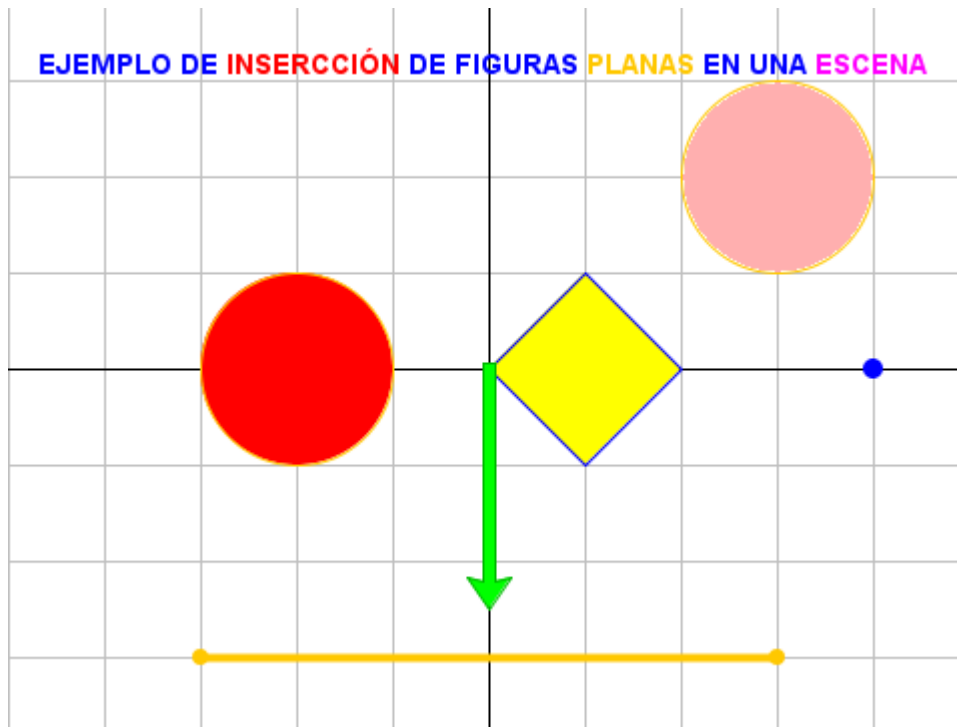 EJEMPLO DE INSERCCIÓN DE FIGURAS PLANAS EN UNA ESCENA